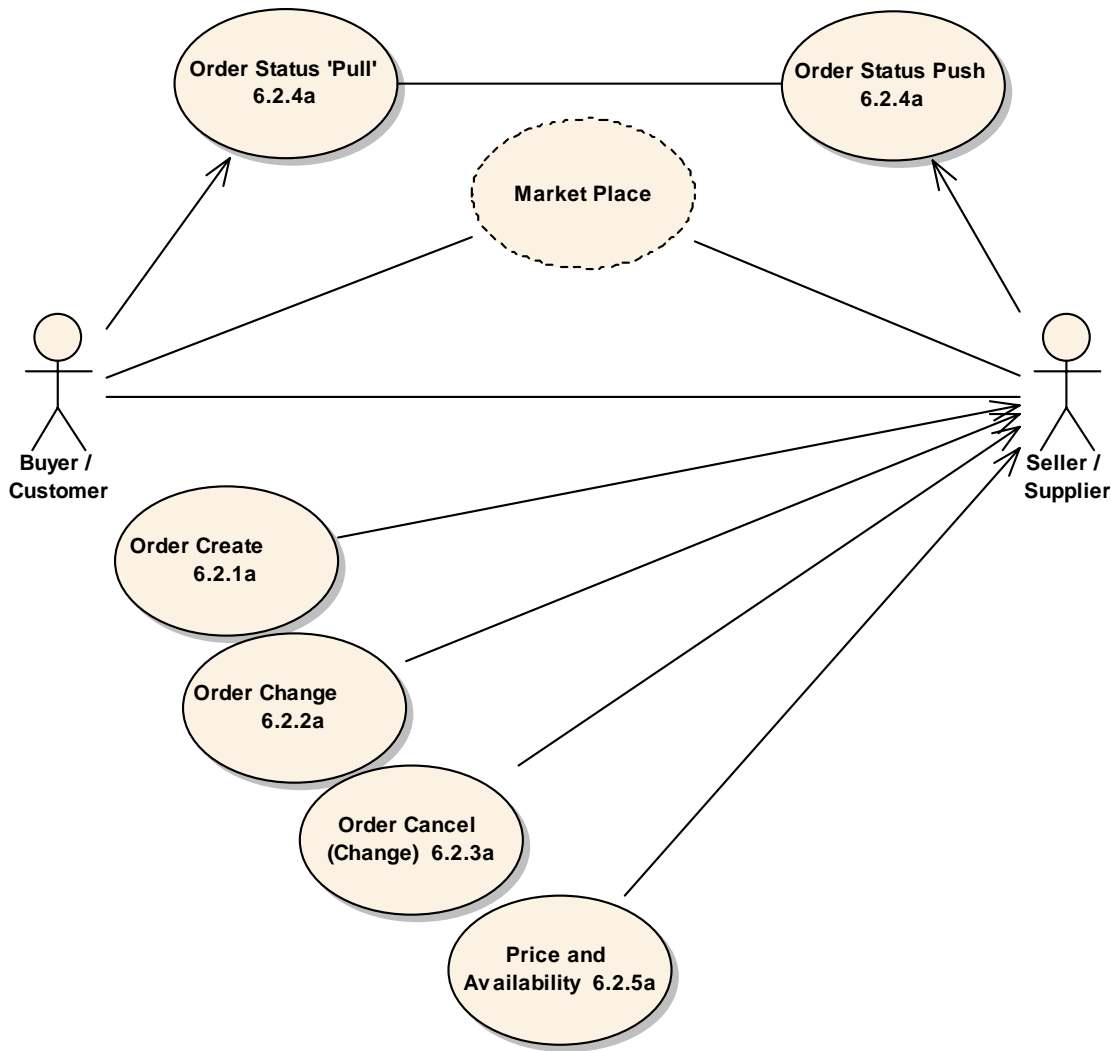 Order Status 'Pull'
6.2.4a
Order Status Push
6.2.4a
Market Place
Buyer /
Customer
Seller /
Supplier
Order Create
6.2.1a
Order Change
6.2.2a
Order Cancel
(Change) 6.2.3a
Price and
Availability 6.2.5a